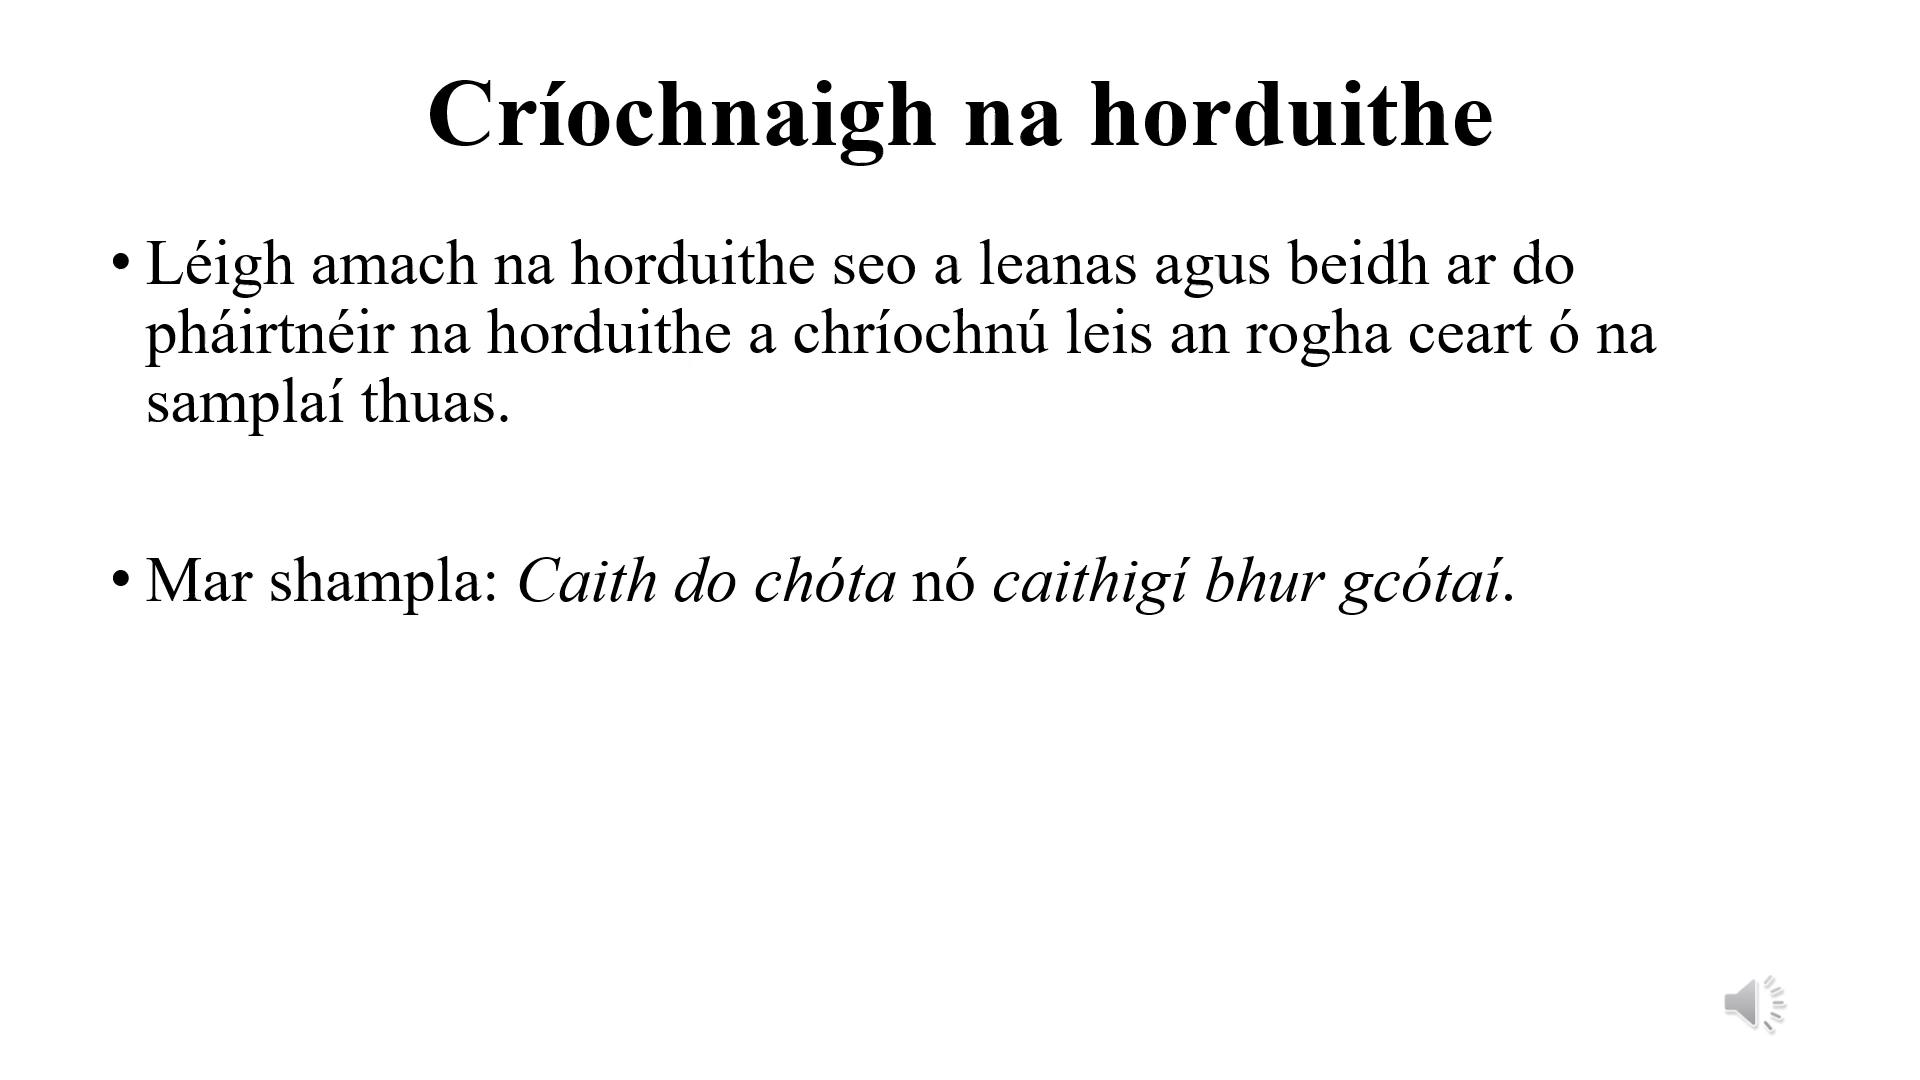 Críochnaigh na horduithe
• Léigh amach na horduithe seo a leanas agus beidh ar do
pháirtnéir na horduithe a chríochnú leis an rogha ceart ó na
samplaí thuas.
• Mar shampla: Caith do chóta nó caithigí bhur gcótaí.